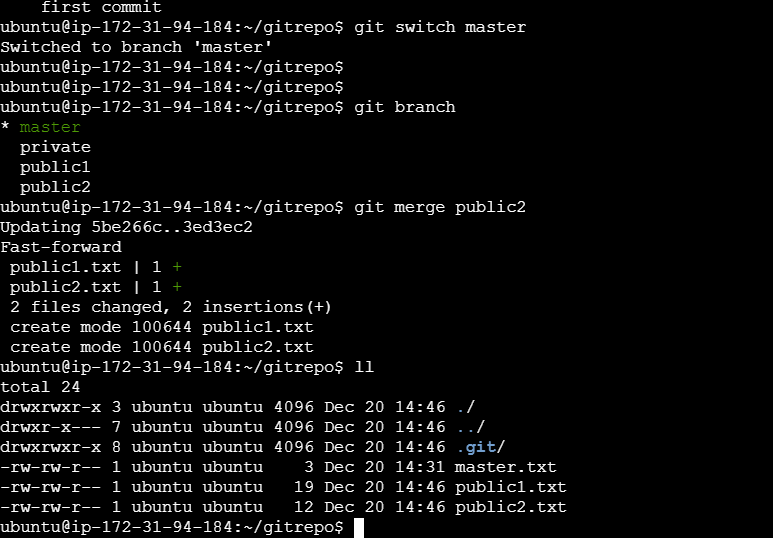 first commit
ubuntu@ip-172-31-94-184:~/gitrepo$ git switch master
Switched to branch 'master'
ubuntu@ip-172-31-94-184:~/gitrepo$
ubuntu@ip-172-31-94-184:~/gitrepo$
ubuntu@ip-172-31-94-184:~/gitrepo$ git branch
* master
  private
  public1
  public2
ubuntu@ip-172-31-94-184:~/gitrepo$ git merge public2
Updating 5be266c..3ed3ec2
Fast-forward
 public1.txt | 1 +
 public2.txt | 1 +
 2 files changed, 2 insertions(+)
 create mode 100644 public1.txt
 create mode 100644 public2.txt
ubuntu@ip-172-31-94-184:~/gitrepo$ ll
total 24
drwxrwxr-x 3 ubuntu ubuntu 4096 Dec 20 14:46 ./
drwxr-x--- 7 ubuntu ubuntu 4096 Dec 20 14:46 ../
drwxrwxr-x 8 ubuntu ubuntu 4096 Dec 20 14:46 .git/
-rw-rw-r-- 1 ubuntu ubuntu    3 Dec 20 14:31 master.txt
-rw-rw-r-- 1 ubuntu ubuntu   19 Dec 20 14:46 public1.txt
-rw-rw-r-- 1 ubuntu ubuntu   12 Dec 20 14:46 public2.txt
ubuntu@ip-172-31-94-184:~/gitrepo$